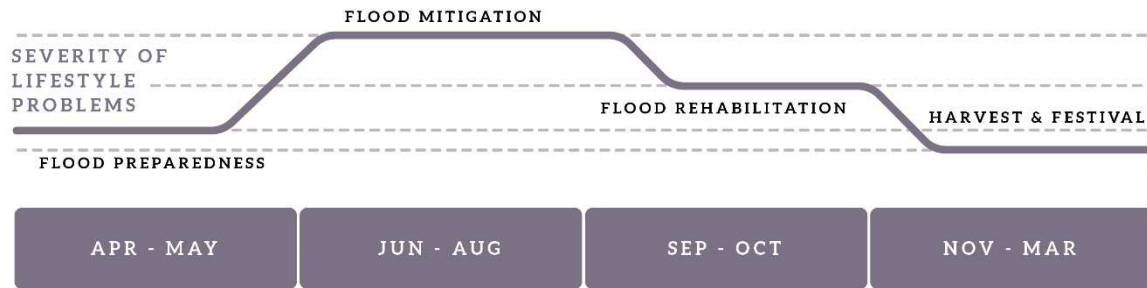 FLOOD MITIGATION
SEVERITY OF
LIFESTYLE
PROBLEMS
FLOOD REHABILITATION
HARVEST & FESTIVAL
FLOOD PREPAREDNESS
APR - MAY
JUN - AUG
SEP - OCT
NOV - MAR